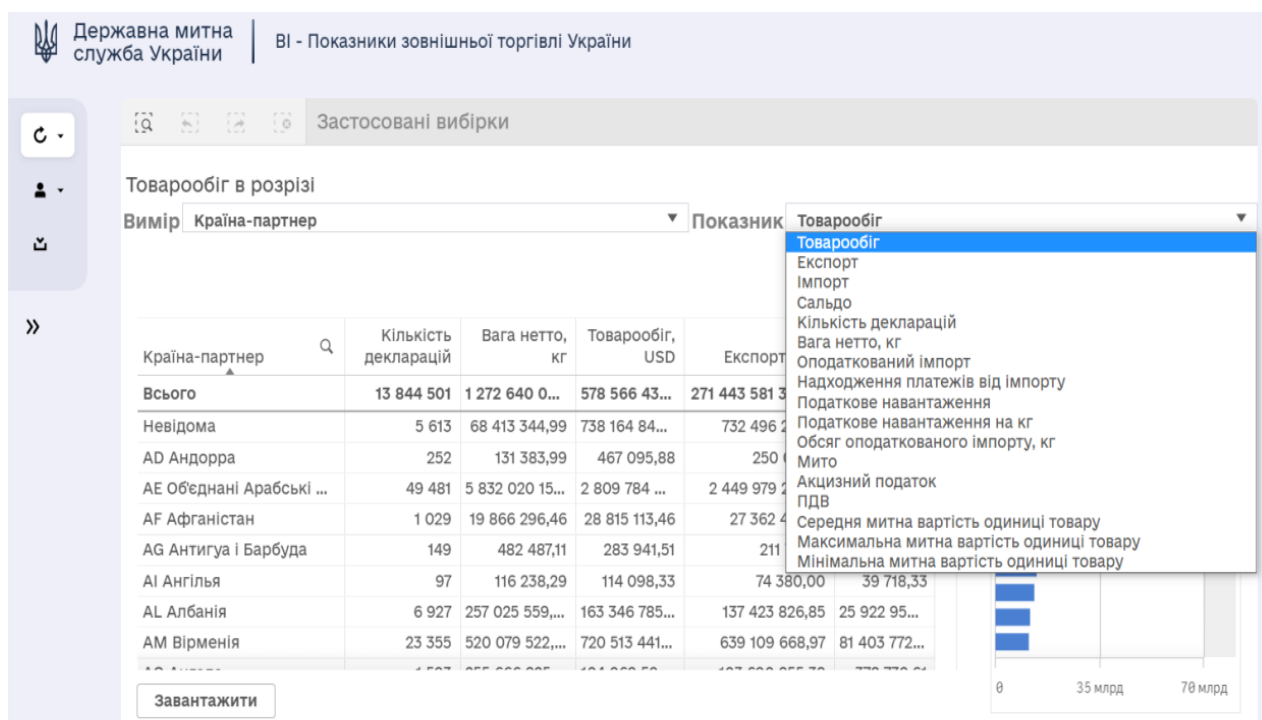 Державна митна
служба України
BI - Показники зовнішньої торгівлі України
Застосовані вибірки
Товарообіг в розрізі
Вимір Країна-партнер Показник Товарообіг
Товарообіг
Експорт
Імпорт
Сальдо
Кількість декларацій
Вага нетто, кг
Оподаткований імпорт
Надходження платежів від імпорту
Податкове навантаження
Податкове навантаження на кг
Обсяг оподаткованого імпорту, кг
Мито
Акцизний податок
ПДВ
Середня митна вартість одиниці товару
Максимальна митна вартість одиниці товару
Мінімальна митна вартість одиниці товару
Країна-партнер Кількість декларацій Вага нетто, кг Товарообіг, USD Експорт
Всього 13 844 501 1 272 640 0... 578 566 43... 271 443 581 3
Невідома 5 613 68 413 344,99 738 164 84... 732 496 2
AD Андорра 252 131 383,99 467 095,88 250
AE Об'єднані Арабські ... 49 481 5 832 020 15... 2 809 784 ... 2 449 979 2
AF Афганістан 1 029 19 866 296,46 28 815 113,46 27 362 4
AG Антигуа і Барбуда 149 482 487,11 283 941,51 211
AI Ангілья 97 116 238,29 114 098,33 74 380,00 39 718,33
AL Албанія 6 927 257 025 559,... 163 346 785... 137 423 826,85 25 922 95...
AM Вірменія 23 355 520 079 522,... 720 513 441... 639 109 668,97 81 403 772...
0 35 млрд 70 млрд
Завантажити